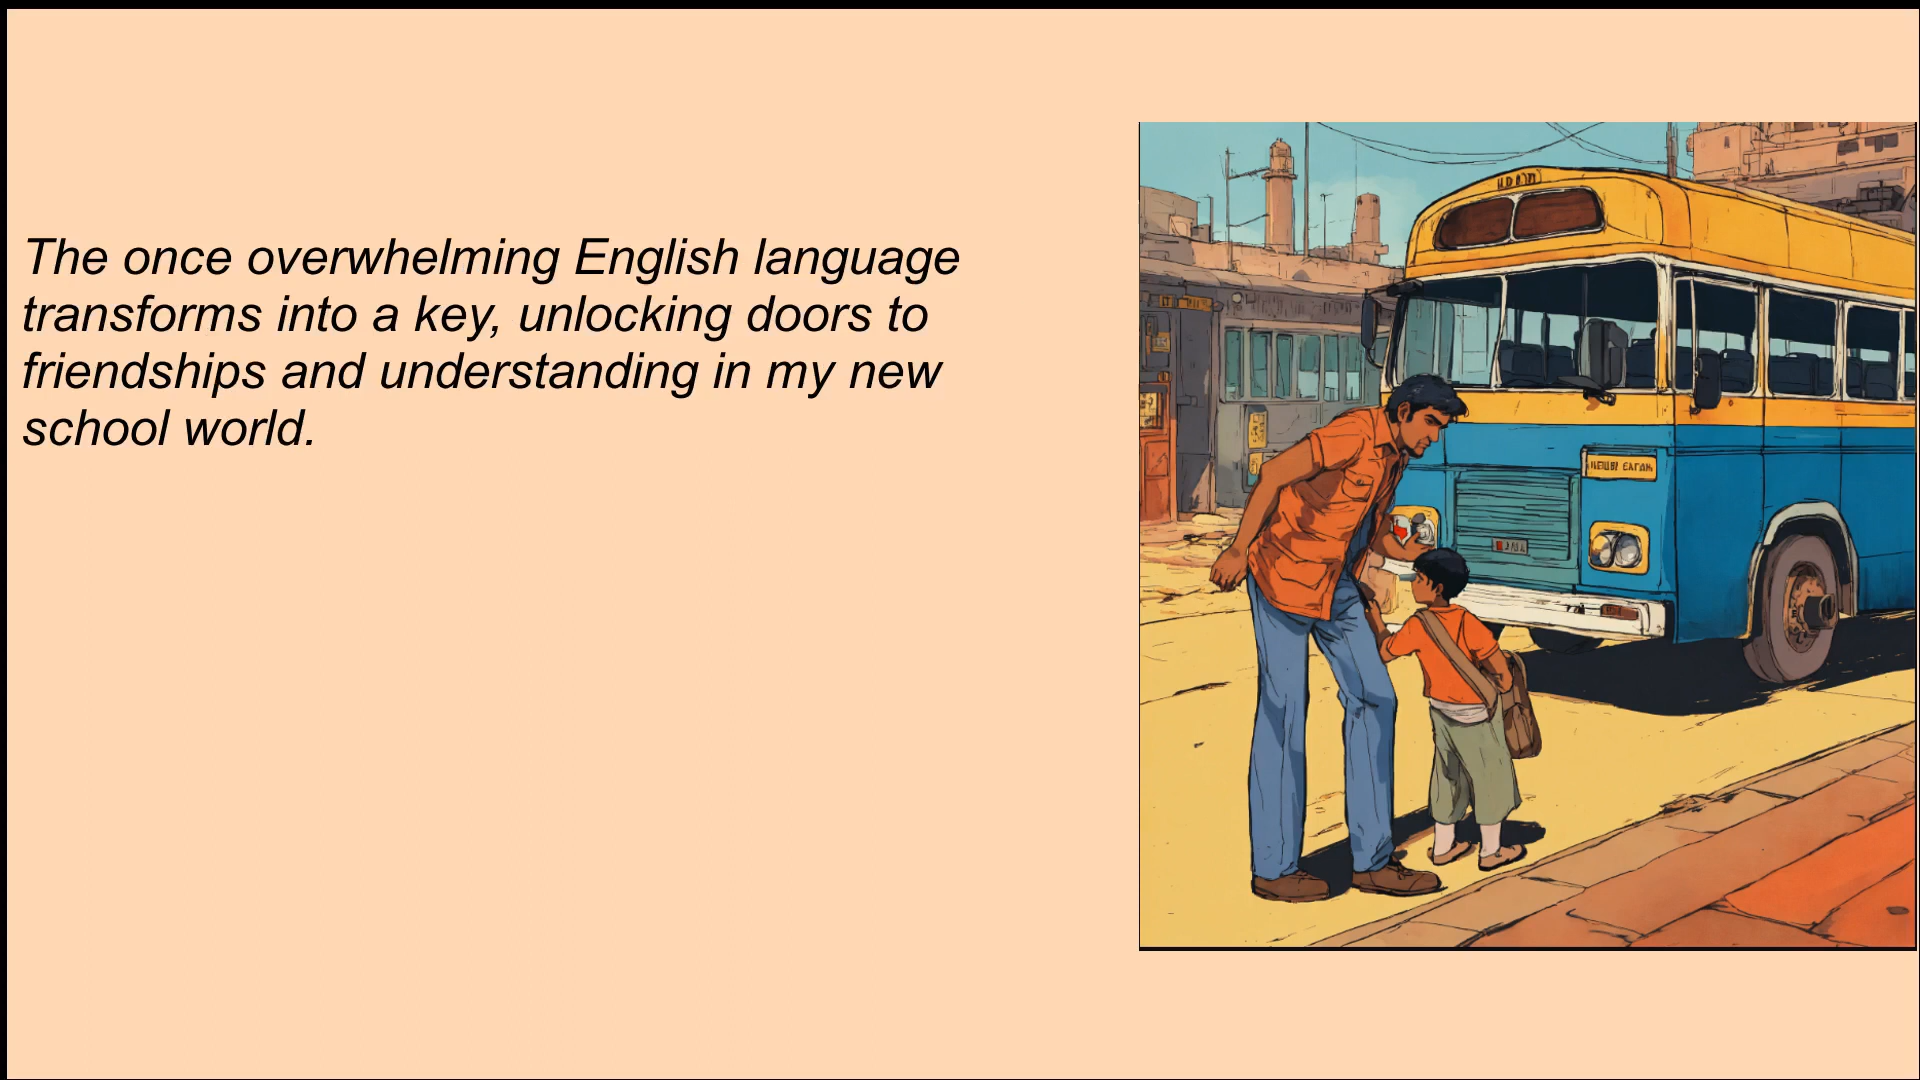 The once overwhelming English language
transforms into a key, unlocking doors to
friendships and understanding in my new
school world.